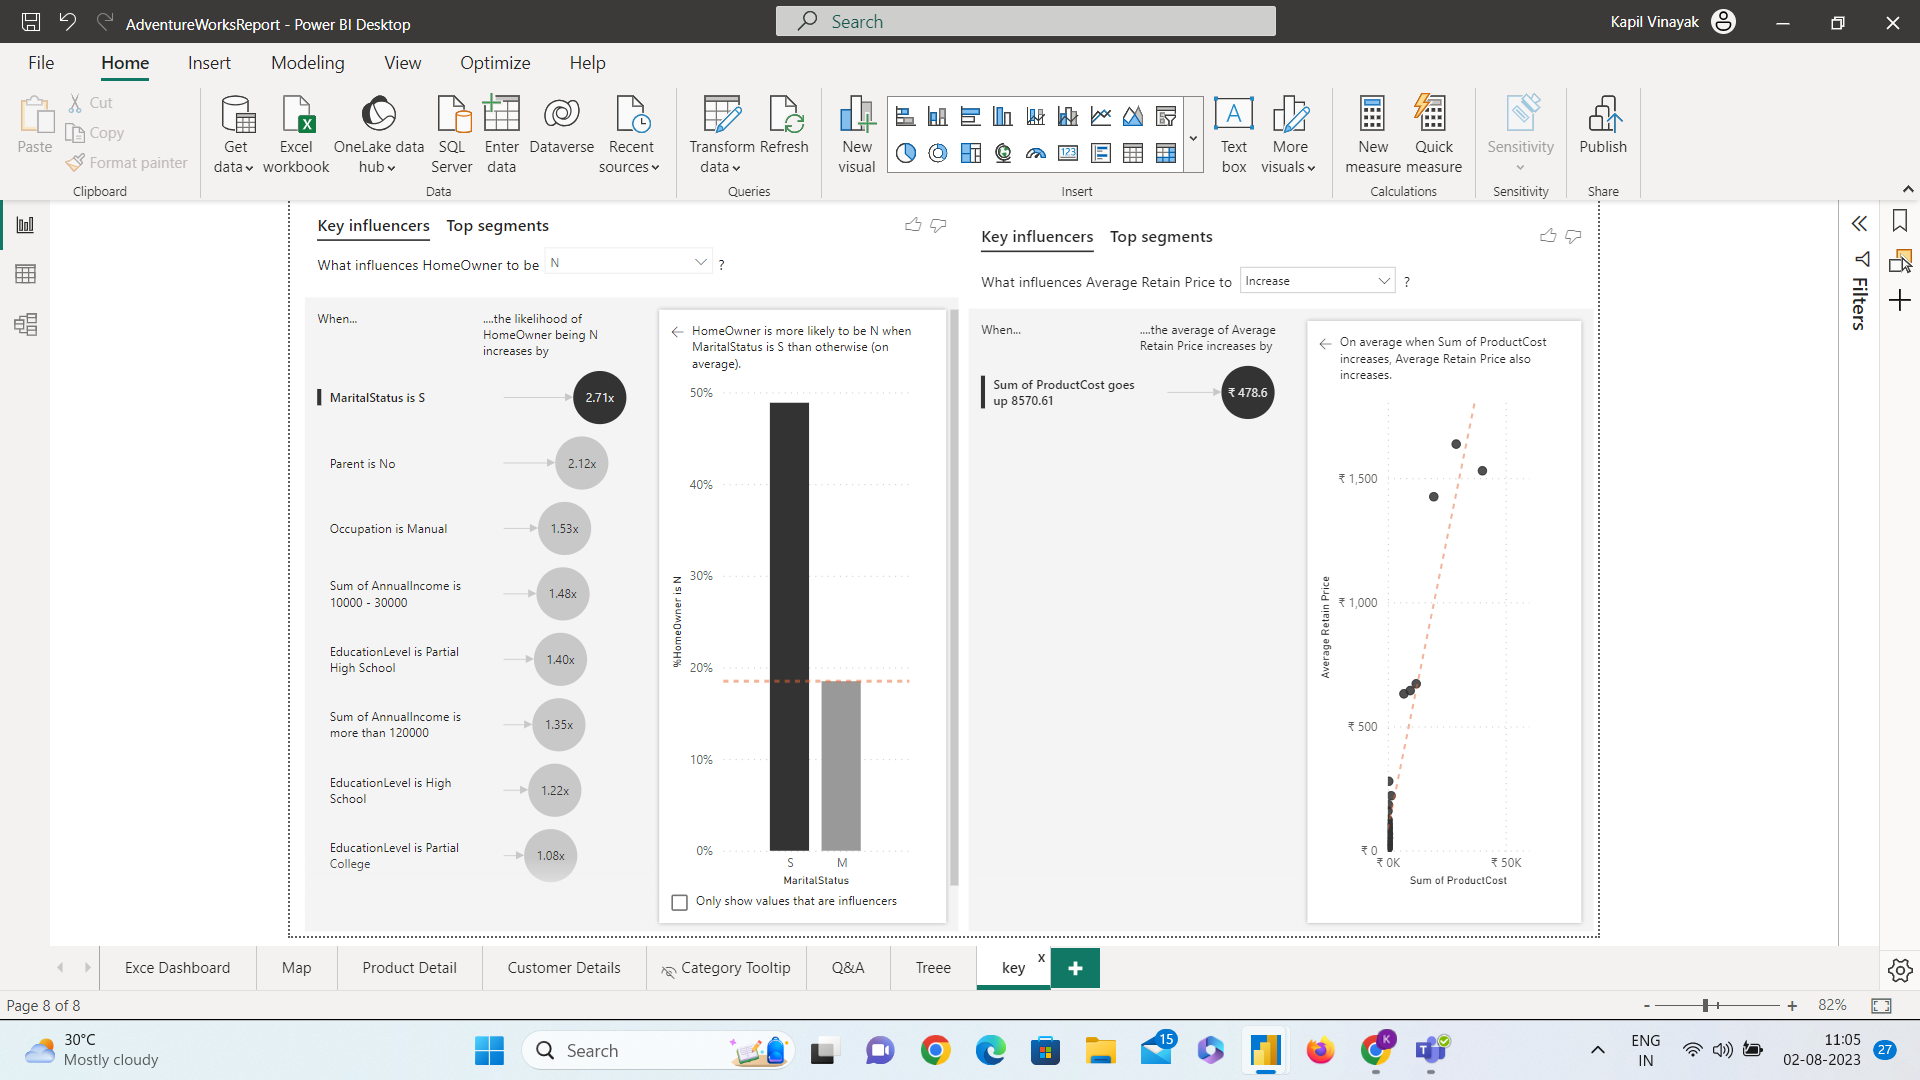 AdventureWorksReport - Power BI Desktop
Search
Kapil Vinayak
File
Home
Insert
Modeling
View
Optimize
Help
Paste
Cut
Copy
Format painter
Clipboard
Get
data
Excel
workbook
OneLake data
hub
SQL
Server
Enter
data
Dataverse
Recent
sources
Data
Transform
data
Refresh
Queries
New
visual
123
A
Text
box
More
visuals
Insert
New
measure
Quick
measure
Calculations
Sensitivity
Sensitivity
Publish
Share
Filters
Key influencers
Top segments
What influences HomeOwner to be
N
?
When...
....the likelihood of
HomeOwner being N
increases by
MaritalStatus is S
2.71x
Parent is No
2.12x
Occupation is Manual
1.53x
Sum of AnnualIncome is
10000 - 30000
1.48x
EducationLevel is Partial
High School
1.40x
Sum of AnnualIncome is
more than 120000
1.35x
EducationLevel is High
School
1.22x
EducationLevel is Partial
College
1.08x
HomeOwner is more likely to be N when
MaritalStatus is S than otherwise (on
average).
50%
40%
30%
20%
10%
0%
%HomeOwner is N
S
M
MaritalStatus
Only show values that are influencers
Key influencers
Top segments
What influences Average Retain Price to
Increase
?
When...
....the average of Average
Retain Price increases by
Sum of ProductCost goes
up 8570.61
₹ 478.6
On average when Sum of ProductCost
increases, Average Retain Price also
increases.
₹ 1,500
₹ 1,000
₹ 500
₹ 0
Average Retain Price
₹ 0K
₹ 50K
Sum of ProductCost
Exce Dashboard
Map
Product Detail
Customer Details
Category Tooltip
Q&A
Treee
key
x
+
Page 8 of 8
-
+
82%
30°C
Mostly cloudy
Search
15
K
T
ENG
IN
11:05
02-08-2023
27